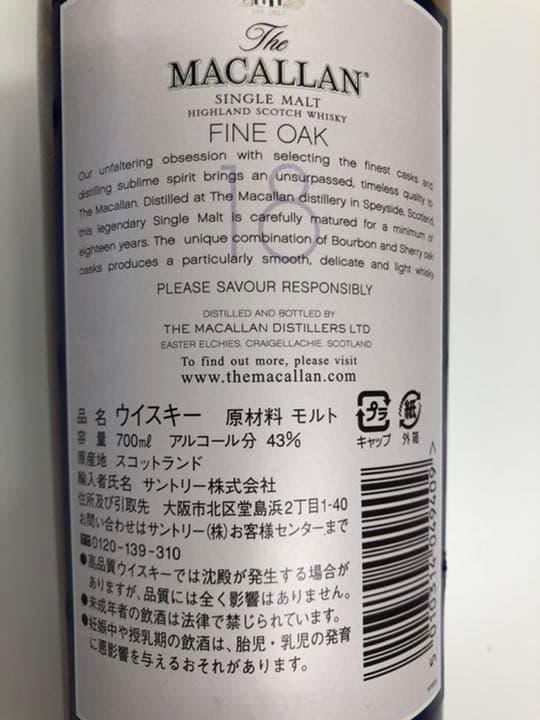 The
MACALLAN®
SINGLE MALT
HIGHLAND SCOTCH WHISKY
FINE OAK
18
Our unfaltering obsession with selecting the finest casks and
distilling sublime spirit brings an unsurpassed, timeless quality to
The Macallan. Distilled at The Macallan distillery in Speyside, Scotland,
this legendary Single Malt is carefully matured for a minimum of
eighteen years. The unique combination of Bourbon and Sherry oak
casks produces a particularly smooth, delicate and light whisky
PLEASE SAVOUR RESPONSIBLY
DISTILLED AND BOTTLED BY
THE MACALLAN DISTILLERS LTD
EASTER ELCHIES, CRAIGELLACHIE, SCOTLAND
To find out more, please visit
www.themacallan.com
品 名 ウイスキー 原材料 モルト
容 量 700㎖ アルコール分 43%
原産地 スコットランド
輸入者氏名 サントリー株式会社
住所及び引取先 大阪市北区堂島浜2丁目1-40
お問い合わせはサントリー(株)お客様センターまで
0120-139-310
●高品質ウイスキーでは沈殿が発生する場合が
ありますが、品質には全く影響はありません。
●未成年者の飲酒は法律で禁じられています。
●妊娠中や授乳期の飲酒は、胎児・乳児の発育
に悪影響を与えるおそれがあります。
プラ
キャップ
紙
外箱
5010314049409>